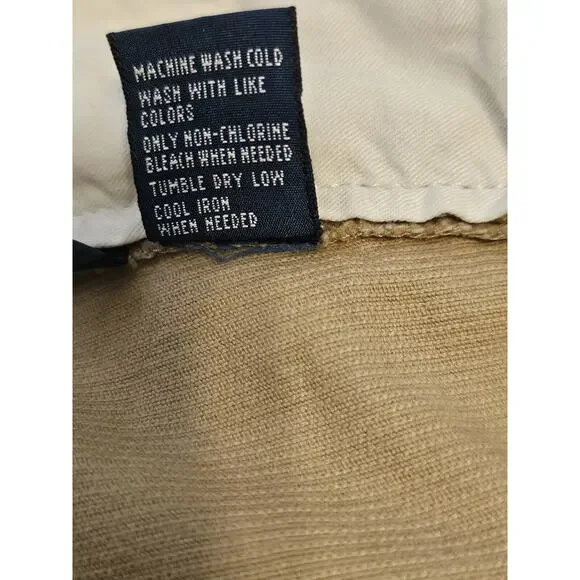 MACHINE WASH COLD
WASH WITH LIKE
COLORS
ONLY NON-CHLORINE
BLEACH WHEN NEEDED
TUMBLE DRY LOW
COOL IRON
WHEN NEEDED